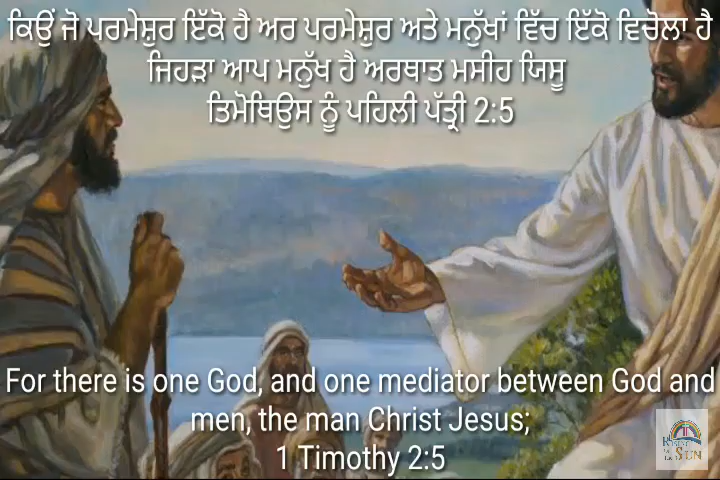 ਕਿਉਂ ਜੋ ਪਰਮੇਸ਼ੁਰ ਇੱਕੋ ਹੈ ਅਰ ਪਰਮੇਸ਼ੁਰ ਅਤੇ ਮਨੁੱਖਾਂ ਵਿੱਚ ਇੱਕੋ ਵਿਚੋਲਾ ਹੈ
ਜਿਹੜਾ ਆਪ ਮਨੁੱਖ ਹੈ ਅਰਥਾਤ ਮਸੀਹ ਯਿਸੂ
ਤਿਮੋਥਿਉਸ ਨੂੰ ਪਹਿਲੀ ਪੱਤ੍ਰੀ 2:5
For there is one God, and one mediator between God and
men, the man Christ Jesus;
1 Timothy 2:5
SUN